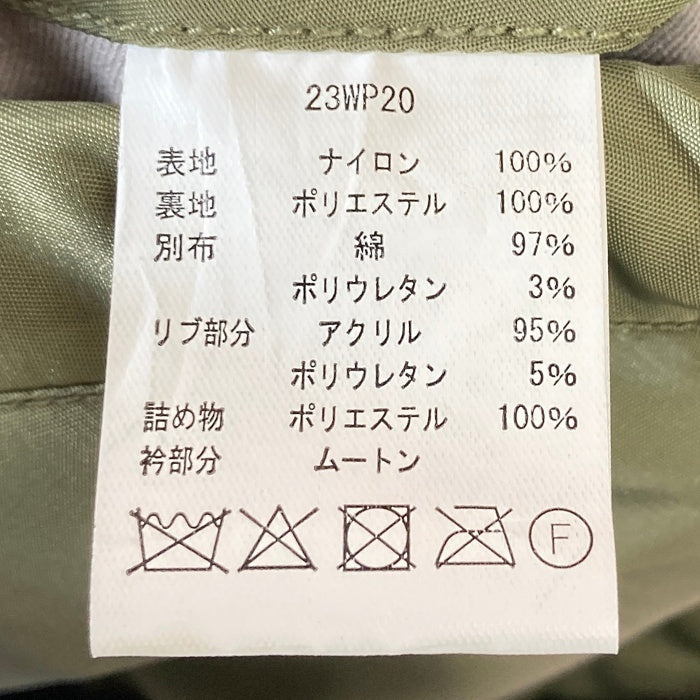 23WP20
表地 ナイロン 100%
裏地 ポリエステル 100%
別布 綿 97%
ポリウレタン 3%
リブ部分 アクリル 95%
ポリウレタン 5%
詰め物 ポリエステル 100%
衿部分 ムートン
F